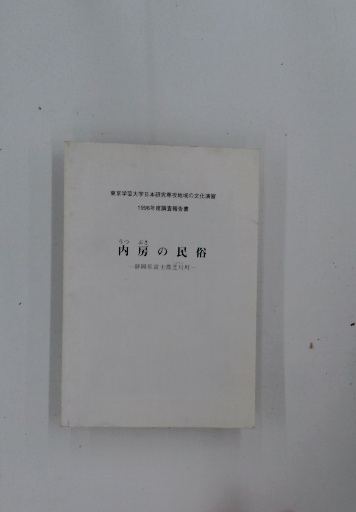 東京学芸大学日本研究専攻地域の文化演習
1996年度調査報告書
うつ ぶさ
内房の民俗
―静岡県富士郡芝川町―